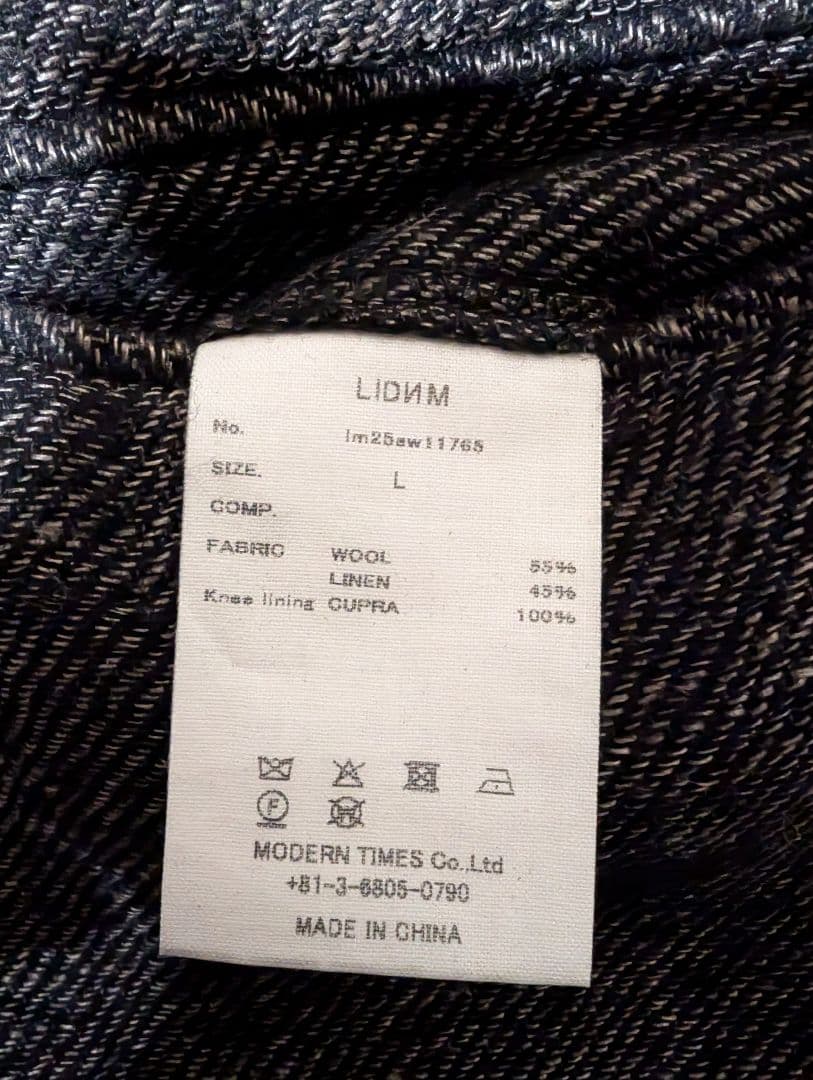 LIDИM
No. lm25aw11765
SIZE. L
COMP.
FABRIC WOOL 55%
LINEN 45%
Knee lining CUPRA 100%
F
W
MODERN TIMES Co.,Ltd
+81-3-6805-0790
MADE IN CHINA